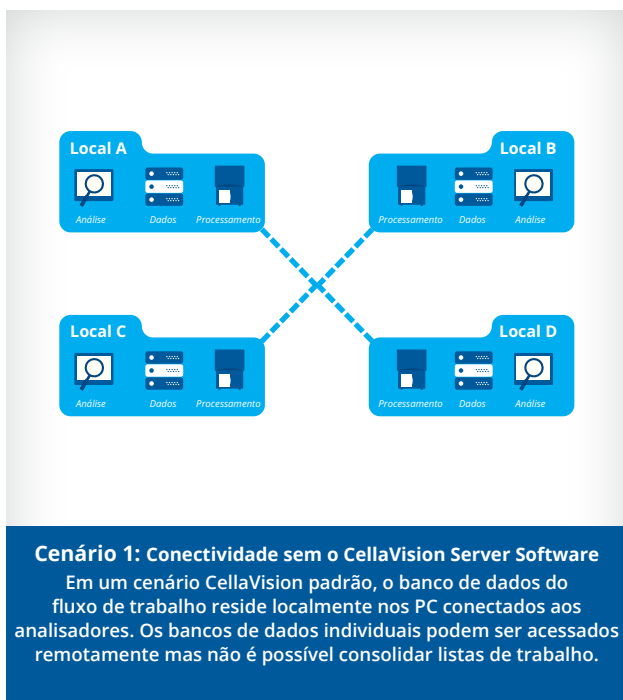 Local A
Análise Dados Processamento
Local B
Processamento Dados Análise
Local C
Análise Dados Processamento
Local D
Processamento Dados Análise
Cenário 1: Conectividade sem o CellaVision Server Software
Em um cenário CellaVision padrão, o banco de dados do
fluxo de trabalho reside localmente nos PC conectados aos
analisadores. Os bancos de dados individuais podem ser acessados
remotamente mas não é possível consolidar listas de trabalho.